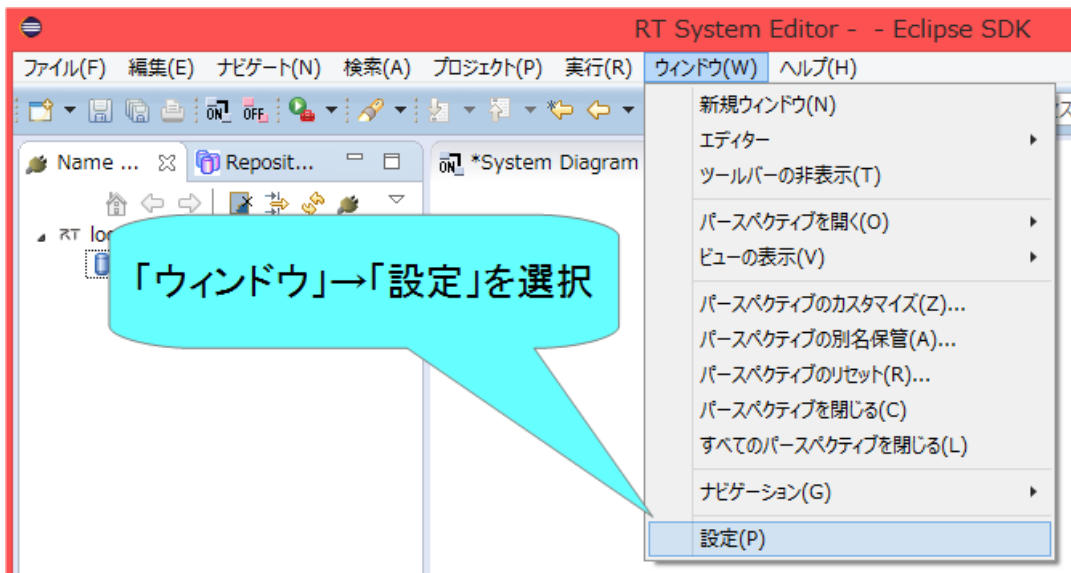 RT System Editor - - Eclipse SDK
ファイル(F) 編集(E) ナビゲート(N) 検索(A) プロジェクト(P) 実行(R) ウィンドウ(W) ヘルプ(H)
ON OFF
Name ... Reposit... ON *System Diagram
RT
「ウィンドウ」→「設定」を選択
新規ウィンドウ(N)
エディター
ツールバーの非表示(T)
パースペクティブを開く(O)
ビューの表示(V)
パースペクティブのカスタマイズ(Z)...
パースペクティブの別名保管(A)...
パースペクティブのリセット(R)...
パースペクティブを閉じる(C)
すべてのパースペクティブを閉じる(L)
ナビゲーション(G)
設定(P)